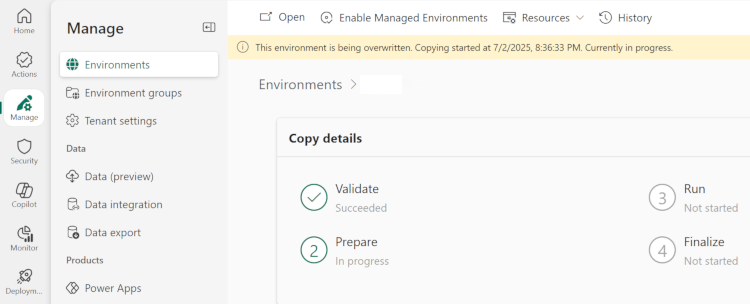 Home
Actions
Manage
Security
Copilot
Monitor
Deploym...
Manage
Environments
Environment groups
Tenant settings
Data
Data (preview)
Data integration
Data export
Products
Power Apps
Open Enable Managed Environments Resources History
This environment is being overwritten. Copying started at 7/2/2025, 8:36:33 PM. Currently in progress.
Environments >
Copy details
Validate
Succeeded
2 Prepare
In progress
3 Run
Not started
4 Finalize
Not started